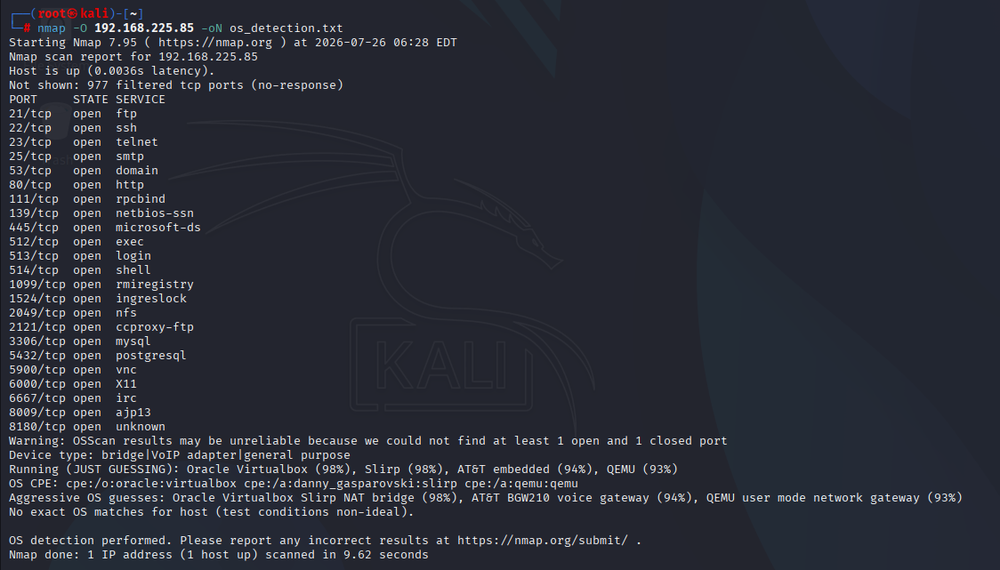 ┌──(root㉿kali)-[~]
└─# nmap -O 192.168.225.85 -oN os_detection.txt
Starting Nmap 7.95 ( https://nmap.org ) at 2026-07-26 06:28 EDT
Nmap scan report for 192.168.225.85
Host is up (0.0036s latency).
Not shown: 977 filtered tcp ports (no-response)
PORT     STATE SERVICE
21/tcp   open  ftp
22/tcp   open  ssh
23/tcp   open  telnet
25/tcp   open  smtp
53/tcp   open  domain
80/tcp   open  http
111/tcp  open  rpcbind
139/tcp  open  netbios-ssn
445/tcp  open  microsoft-ds
512/tcp  open  exec
513/tcp  open  login
514/tcp  open  shell
1099/tcp open  rmiregistry
1524/tcp open  ingreslock
2049/tcp open  nfs
2121/tcp open  ccproxy-ftp
3306/tcp open  mysql
5432/tcp open  postgresql
5900/tcp open  vnc
6000/tcp open  X11
6667/tcp open  irc
8009/tcp open  ajp13
8180/tcp open  unknown
KALI
Warning: OSScan results may be unreliable because we could not find at least 1 open and 1 closed port
Device type: bridge|VoIP adapter|general purpose
Running (JUST GUESSING): Oracle Virtualbox (98%), Slirp (98%), AT&T embedded (94%), QEMU (93%)
OS CPE: cpe:/o:oracle:virtualbox cpe:/a:danny_gasparovski:slirp cpe:/a:qemu:qemu
Aggressive OS guesses: Oracle Virtualbox Slirp NAT bridge (98%), AT&T BGW210 voice gateway (94%), QEMU user mode network gateway (93%)
No exact OS matches for host (test conditions non-ideal).

OS detection performed. Please report any incorrect results at https://nmap.org/submit/ .
Nmap done: 1 IP address (1 host up) scanned in 9.62 seconds